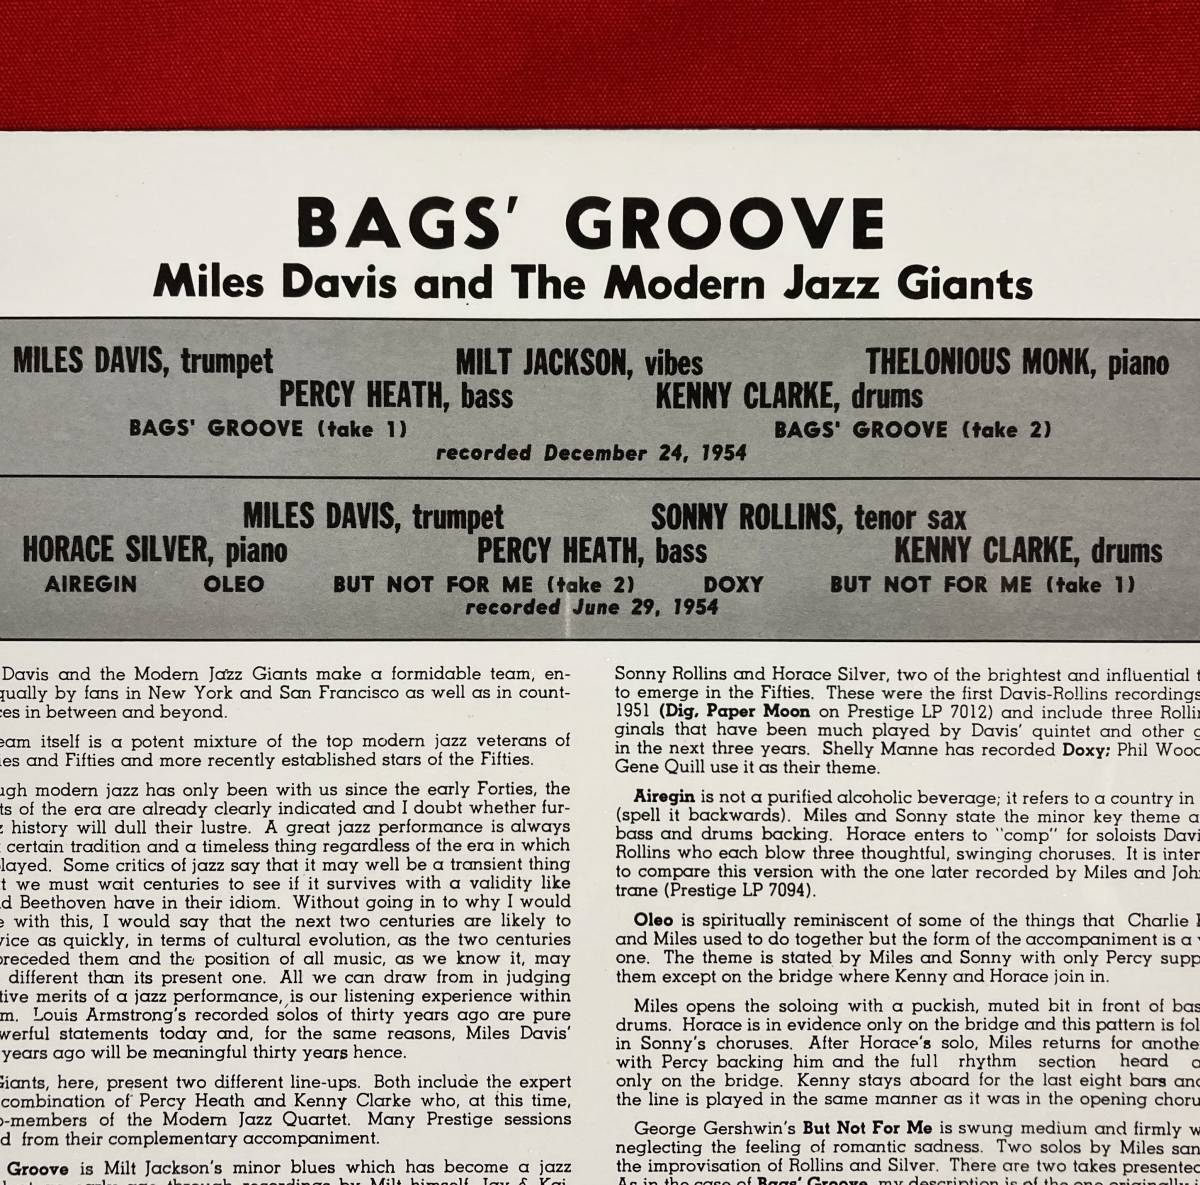 BAGS' GROOVE
Miles Davis and The Modern Jazz Giants
MILES DAVIS, trumpet MILT JACKSON, vibes THELONIOUS MONK, piano
PERCY HEATH, bass KENNY CLARKE, drums
BAGS' GROOVE (take 1) BAGS' GROOVE (take 2)
recorded December 24, 1954
MILES DAVIS, trumpet SONNY ROLLINS, tenor sax
HORACE SILVER, piano PERCY HEATH, bass KENNY CLARKE, drums
AIREGIN OLEO BUT NOT FOR ME (take 2) DOXY BUT NOT FOR ME (take 1)
recorded June 29, 1954
Davis and the Modern Jazz Giants make a formidable team, en-
qually by fans in New York and San Francisco as well as in count-
ces in between and beyond.
eam itself is a potent mixture of the top modern jazz veterans of
ies and Fifties and more recently established stars of the Fifties.
ugh modern jazz has only been with us since the early Forties, the
ts of the era are already clearly indicated and I doubt whether fur-
z history will dull their lustre. A great jazz performance is always
certain tradition and a timeless thing regardless of the era in which
played. Some critics of jazz say that it may well be a transient thing
t we must wait centuries to see if it survives with a validity like
d Beethoven have in their idiom. Without going in to why I would
e with this, I would say that the next two centuries are likely to
vice as quickly, in terms of cultural evolution, as the two centuries
preceded them and the position of all music, as we know it, may
different than its present one. All we can draw from in judging
tive merits of a jazz performance, is our listening experience within
m. Louis Armstrong's recorded solos of thirty years ago are pure
werful statements today and, for the same reasons, Miles Davis'
years ago will be meaningful thirty years hence.
Giants, here, present two different line-ups. Both include the expert
combination of Percy Heath and Kenny Clarke who, at this time,
o-members of the Modern Jazz Quartet. Many Prestige sessions
d from their complementary accompaniment.
Groove is Milt Jackson's minor blues which has become a jazz
years ago through recordings by Milt himself, Jay & Kai,
Sonny Rollins and Horace Silver, two of the brightest and influential t
to emerge in the Fifties. These were the first Davis-Rollins recordings
1951 (Dig, Paper Moon on Prestige LP 7012) and include three Rollin
ginals that have been much played by Davis' quintet and other g
in the next three years. Shelly Manne has recorded Doxy; Phil Wood
Gene Quill use it as their theme.
Airegin is not a purified alcoholic beverage; it refers to a country in
(spell it backwards). Miles and Sonny state the minor key theme a
bass and drums backing. Horace enters to "comp" for soloists Davi
Rollins who each blow three thoughtful, swinging choruses. It is inter
to compare this version with the one later recorded by Miles and Joh
trane (Prestige LP 7094).
Oleo is spiritually reminiscent of some of the things that Charlie
and Miles used to do together but the form of the accompaniment is a
one. The theme is stated by Miles and Sonny with only Percy supp
them except on the bridge where Kenny and Horace join in.
Miles opens the soloing with a puckish, muted bit in front of bas
drums. Horace is in evidence only on the bridge and this pattern is fol
in Sonny's choruses. After Horace's solo, Miles returns for anothe
with Percy backing him and the full rhythm section heard
only on the bridge. Kenny stays aboard for the last eight bars and
the line is played in the same manner as it was in the opening choru
George Gershwin's But Not For Me is swung medium and firmly w
neglecting the feeling of romantic sadness. Two solos by Miles san
the improvisation of Rollins and Silver. There are two takes presented
As in the case of Bags' Groove, my description is of the one originally